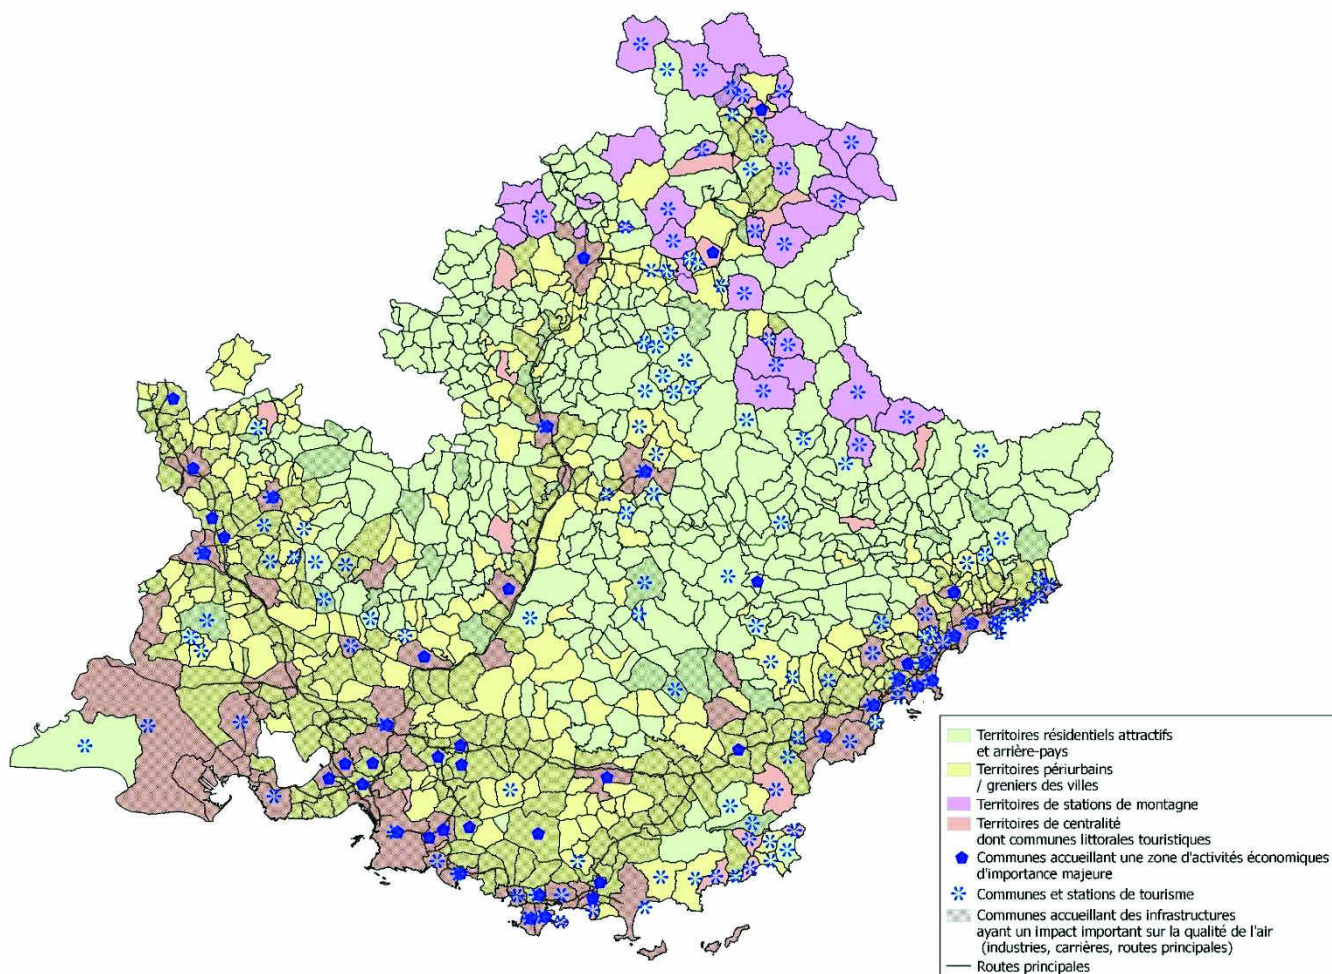 Territoires résidentiels attractifs
et arrière-pays
Territoires périurbains
/ greniers des villes
Territoires de stations de montagne
Territoires de centralité
dont communes littorales touristiques
Communes accueillant une zone d'activités économiques
d'importance majeure
Communes et stations de tourisme
Communes accueillant des infrastructures
ayant un impact important sur la qualité de l'air
(industries, carrières, routes principales)
Routes principales